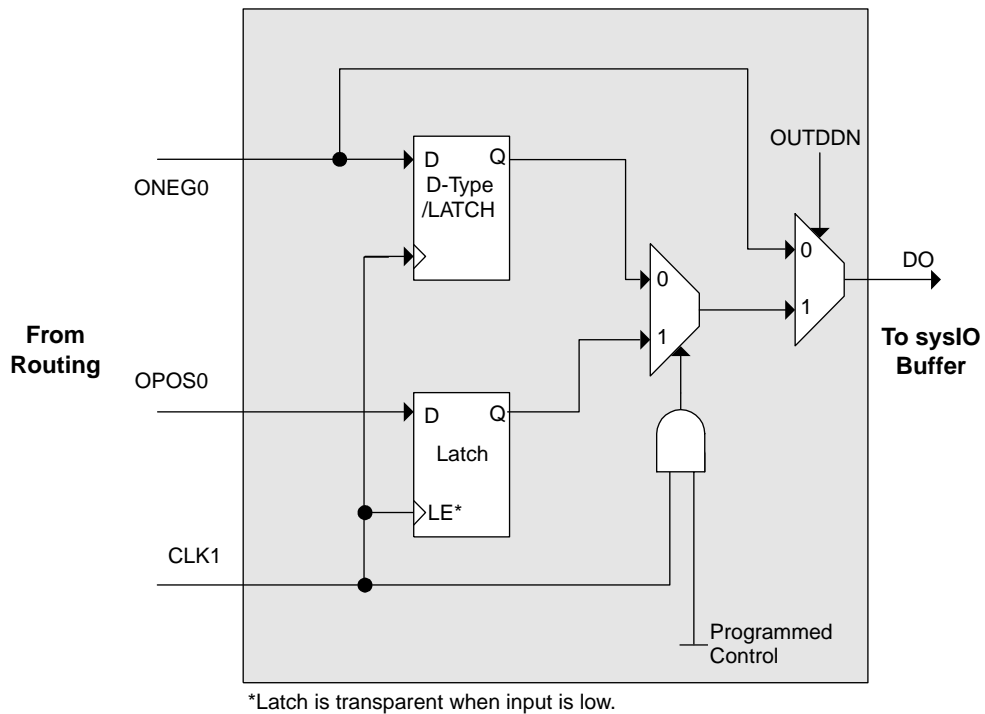 OUTDDN
ONEG0
D
Q
D-Type
/LATCH
0
DO
0
1
1
From
Routing
To sysIO
Buffer
OPOS0
D
Q
Latch
LE*
CLK1
Programmed
Control
*Latch is transparent when input is low.